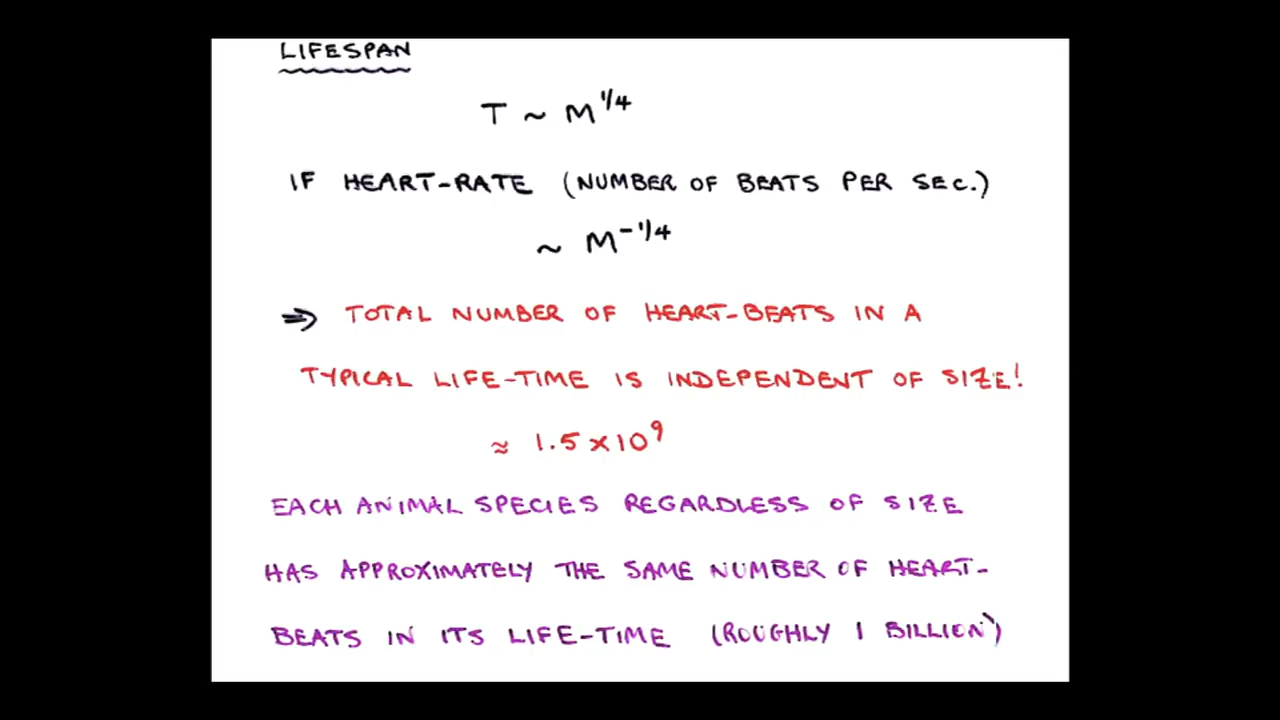 LIFESPAN
T ~ M^1/4
IF HEART-RATE (NUMBER OF BEATS PER SEC.)
~ M^-1/4
⇒ TOTAL NUMBER OF HEART-BEATS IN A
TYPICAL LIFE-TIME IS INDEPENDENT OF SIZE!
≈ 1.5 × 10^9
EACH ANIMAL SPECIES REGARDLESS OF SIZE
HAS APPROXIMATELY THE SAME NUMBER OF HEART-
BEATS IN ITS LIFE-TIME (ROUGHLY 1 BILLION)